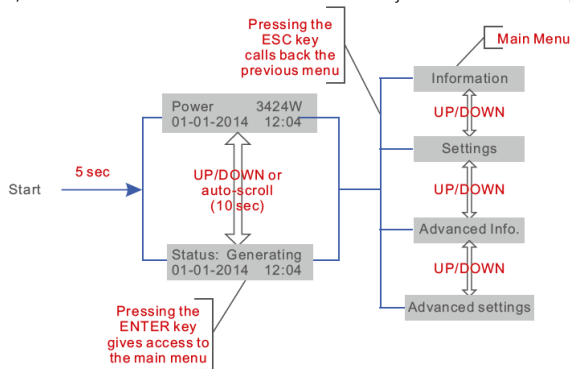 Pressing the
ESC key
calls back the
previous menu
Main Menu
Information
UP/DOWN
Settings
UP/DOWN
Advanced Info.
UP/DOWN
Advanced settings
Power 3424W
01-01-2014 12:04
Start
5 sec
UP/DOWN or
auto-scroll
(10 sec)
Status: Generating
01-01-2014 12:04
Pressing the
ENTER key
gives access to
the main menu